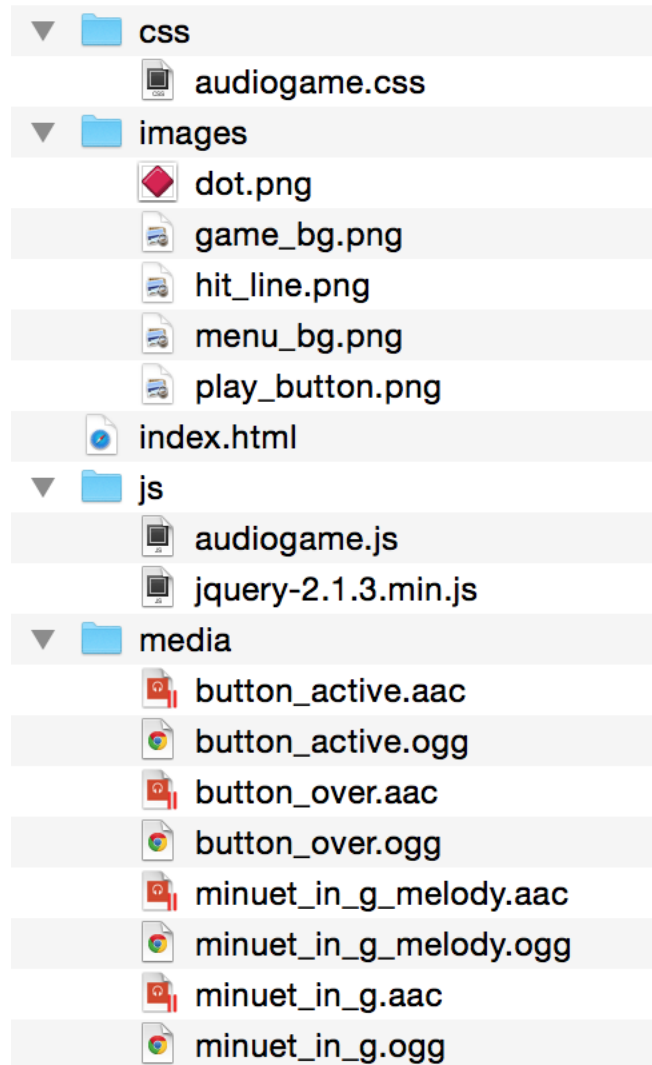 css
audiogame.css
images
dot.png
game_bg.png
hit_line.png
menu_bg.png
play_button.png
index.html
js
audiogame.js
jquery-2.1.3.min.js
media
button_active.aac
button_active.ogg
button_over.aac
button_over.ogg
minuet_in_g_melody.aac
minuet_in_g_melody.ogg
minuet_in_g.aac
minuet_in_g.ogg